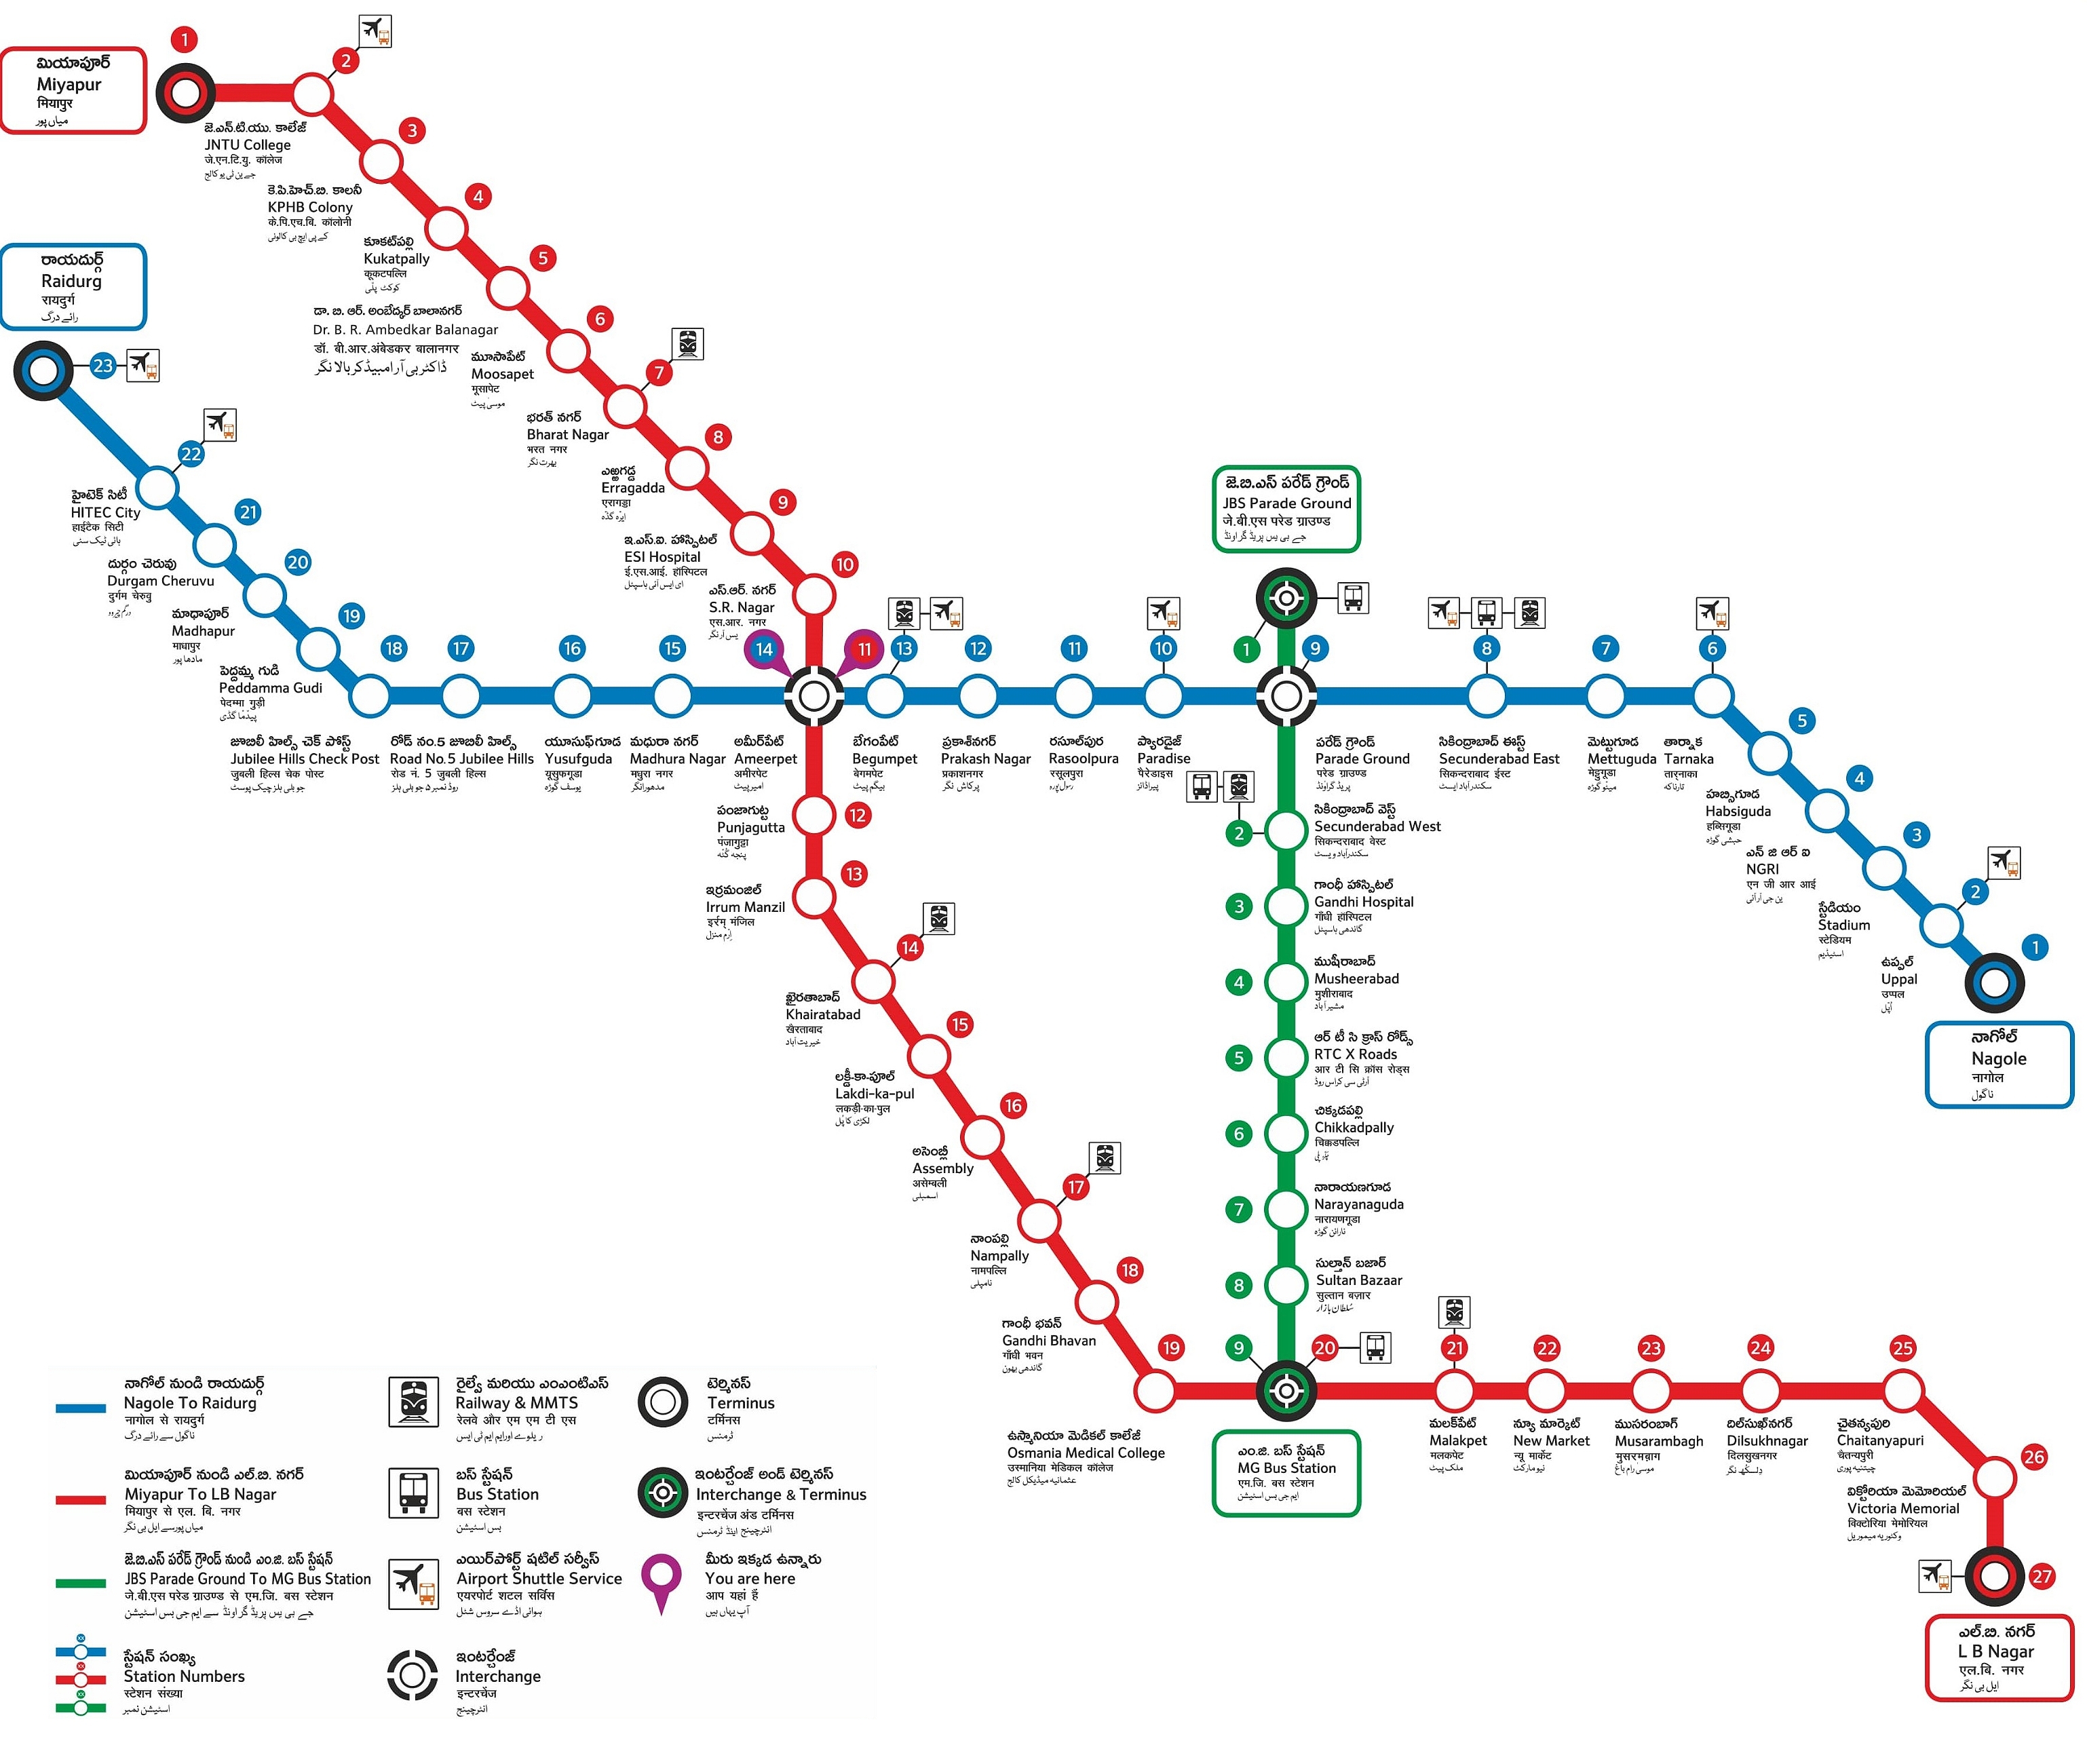 1
మియాపూర్
Miyapur
मियापुर
میاں پور
2
జె.ఎన్.టి.యు. కాలేజ్
JNTU College
जे.एन.टि.यु. कॉलेज
جے ین ٹی یو کالج
3
కె.పి.హెచ్.బి. కాలనీ
KPHB Colony
के.पि.एच.बि. कॉलोनी
کے پی ایچ بی کالونی
4
కూకట్‌పల్లి
Kukatpally
कूकटपल्लि
کوکٹ پلی
5
డా. బి. ఆర్. అంబేద్కర్ బాలానగర్
Dr. B. R. Ambedkar Balanagar
डॉ. बी.आर.अंबेडकर बालानगर
ڈاکٹر بی آر امبیڈکر بالا نگر
6
మూసాపేట్
Moosapet
मूसापेट
موسیٰ پیٹ
7
భరత్ నగర్
Bharat Nagar
भरत नगर
بھرت نگر
8
ఎఱ్ఱగడ్డ
Erragadda
एरागड्डा
ایرہ گڈہ
9
ఇ.ఎస్.ఐ. హాస్పిటల్
ESI Hospital
ई.एस.आई. हॉस्पिटल
ای ایس آئی ہاسپٹل
10
ఎస్.ఆర్. నగర్
S.R. Nagar
एस.आर. नगर
یس آر نگر
రాయదుర్గ్
Raidurg
रायदुर्ग
رائے درگ
23
22
హైటెక్ సిటీ
HITEC City
हाईटैक सिटी
ہائی ٹیک سٹی
21
దుర్గం చెరువు
Durgam Cheruvu
दुर्गम चेरुवु
20
మాధాపూర్
Madhapur
माधापुर
مادھا پور
19
పెద్దమ్మ గుడి
Peddamma Gudi
पेदम्मा गुड़ी
پیڈما گڈی
18
17
16
15
14
11
13
12
11
10
1
9
8
7
6
జూబిలీ హిల్స్ చెక్ పోస్ట్
Jubilee Hills Check Post
जुबली हिल्स चेक पोस्ट
جوبلی ہلز چیک پوسٹ
రోడ్ నం.5 జూబిలీ హిల్స్
Road No.5 Jubilee Hills
रोड नं. 5 जुबली हिल्स
روڈ نمبر ۵ جوبلی ہلز
యూసుఫ్‌గూడ
Yusufguda
यूसुफगूडा
یوسف گوڑہ
మధురా నగర్
Madhura Nagar
मधुरा नगर
مدھورا نگر
అమీర్‌పేట్
Ameerpet
अमीरपेट
امیر پیٹ
బేగంపేట్
Begumpet
बेगमपेट
بیگم پیٹ
ప్రకాశ్‌నగర్
Prakash Nagar
प्रकाशनगर
پرکاش نگر
రసూల్‌పుర
Rasoolpura
रसूलपुरा
رسول پورہ
ప్యారడైజ్
Paradise
पैरेडाइस
پیراڈائز
జె.బి.ఎస్ పరేడ్ గ్రౌండ్
JBS Parade Ground
जे.बी.एस परेड ग्राउण्ड
جے بی یس پریڈ گراونڈ
పరేడ్ గ్రౌండ్
Parade Ground
परेड ग्राउण्ड
پریڈ گراونڈ
సికింద్రాబాద్ ఈస్ట్
Secunderabad East
सिकन्दराबाद ईस्ट
سکندرآباد ایسٹ
మెట్టుగూడ
Mettuguda
मेट्टुगूडा
میٹو گوڑہ
తార్నాక
Tarnaka
तारनाका
تارناکہ
5
హబ్సిగూడ
Habsiguda
हब्सिगूडा
حبشی گوڑہ
4
ఎన్ జి ఆర్ ఐ
NGRI
एन जी आर आई
ین جی آر آئی
3
స్టేడియం
Stadium
स्टेडियम
اسٹیڈیم
2
ఉప్పల్
Uppal
उप्पल
اپل
1
నాగోల్
Nagole
नागोल
ناگول
పంజాగుట్ట
Punjagutta
पंजागुट्टा
پنجہ گٹہ
12
ఇర్రమంజిల్
Irrum Manzil
इर्रम् मंजिल
ارم منزل
13
ఖైరతాబాద్
Khairatabad
खैरताबाद
خیریت آباد
14
లక్డీ-కా-పూల్
Lakdi-ka-pul
लकड़ी-का-पुल
لکڑی کا پل
15
అసెంబ్లీ
Assembly
असेम्बली
اسمبلی
16
నాంపల్లి
Nampally
नामपल्लि
نامپلی
17
గాంధీ భవన్
Gandhi Bhavan
गाँधी भवन
گاندھی بھون
18
2
సికింద్రాబాద్ వెస్ట్
Secunderabad West
सिकन्दराबाद वेस्ट
سکندرآباد ویسٹ
3
గాంధీ హాస్పిటల్
Gandhi Hospital
गाँधी हॉस्पिटल
گاندھی ہاسپٹل
4
ముషీరాబాద్
Musheerabad
मुशीराबाद
مشیر آباد
5
ఆర్ టీ సి క్రాస్ రోడ్స్
RTC X Roads
आर टी सि क्रॉस रोड्स
آرٹی سی کراس روڈ
6
చిక్కడపల్లి
Chikkadpally
चिक्कडपल्लि
7
నారాయణగూడ
Narayanaguda
नारायणगूडा
نارائن گوڑہ
8
సుల్తాన్ బజార్
Sultan Bazaar
सुल्तान बज़ार
سلطان بازار
19
9
20
21
22
23
24
25
ఉస్మానియా మెడికల్ కాలేజ్
Osmania Medical College
उस्मानिया मेडिकल कॉलेज
عثمانیہ میڈیکل کالج
ఎం.జి. బస్ స్టేషన్
MG Bus Station
एम.जि. बस स्टेशन
ایم جی بس اسٹیشن
మలక్‌పేట్
Malakpet
मलकपेट
ملک پیٹ
న్యూ మార్కెట్
New Market
न्यू मार्केट
نیو مارکٹ
ముసరంబాగ్
Musarambagh
मुसरमबाग
موسی رام باغ
దిల్‌సుఖ్‌నగర్
Dilsukhnagar
दिलसुखनगर
دلسکھ نگر
చైతన్యపురి
Chaitanyapuri
चैतन्यपुरी
چیتنیہ پوری
26
విక్టోరియా మెమోరియల్
Victoria Memorial
विक्टोरिया मेमोरियल
وکٹوریہ میموریل
27
ఎల్.బి. నగర్
L B Nagar
एल.बि. नगर
ایل بی نگر
నాగోల్ నుండి రాయదుర్గ్
Nagole To Raidurg
नागोल से रायदुर्ग
ناگول سے رائے درگ
మియాపూర్ నుండి ఎల్.బి. నగర్
Miyapur To LB Nagar
मियापुर से एल. बि. नगर
میاں پور سے ایل بی نگر
జె.బి.ఎస్ పరేడ్ గ్రౌండ్ నుండి ఎం.జి. బస్ స్టేషన్
JBS Parade Ground To MG Bus Station
जे.बी.एस परेड ग्राउण्ड से एम.जि. बस स्टेशन
جے بی یس پریڈ گراونڈ سے ایم جی بس اسٹیشن
స్టేషన్ సంఖ్య
Station Numbers
स्टेशन संख्या
اسٹیشن نمبر
రైల్వే మరియు ఎంఎంటిఎస్
Railway & MMTS
रेलवे और एम एम टी एस
ریلوے اورایم ایم ٹی ایس
బస్ స్టేషన్
Bus Station
बस स्टेशन
بس اسٹیشن
ఎయిర్‌పోర్ట్ షటిల్ సర్వీస్
Airport Shuttle Service
एयरपोर्ट शटल सर्विस
ہوائی اڈے سروس شٹل
ఇంటర్చేంజ్
Interchange
इन्टरचेंज
انٹرچینج
టెర్మినస్
Terminus
टर्मिनस
ٹرمنس
ఇంటర్చేంజ్ అండ్ టెర్మినస్
Interchange & Terminus
इन्टरचेंज अंड टर्मिनस
انٹرچینج اینڈ ٹرمنس
మీరు ఇక్కడ ఉన్నారు
You are here
आप यहां हैं
آپ یہاں ہیں